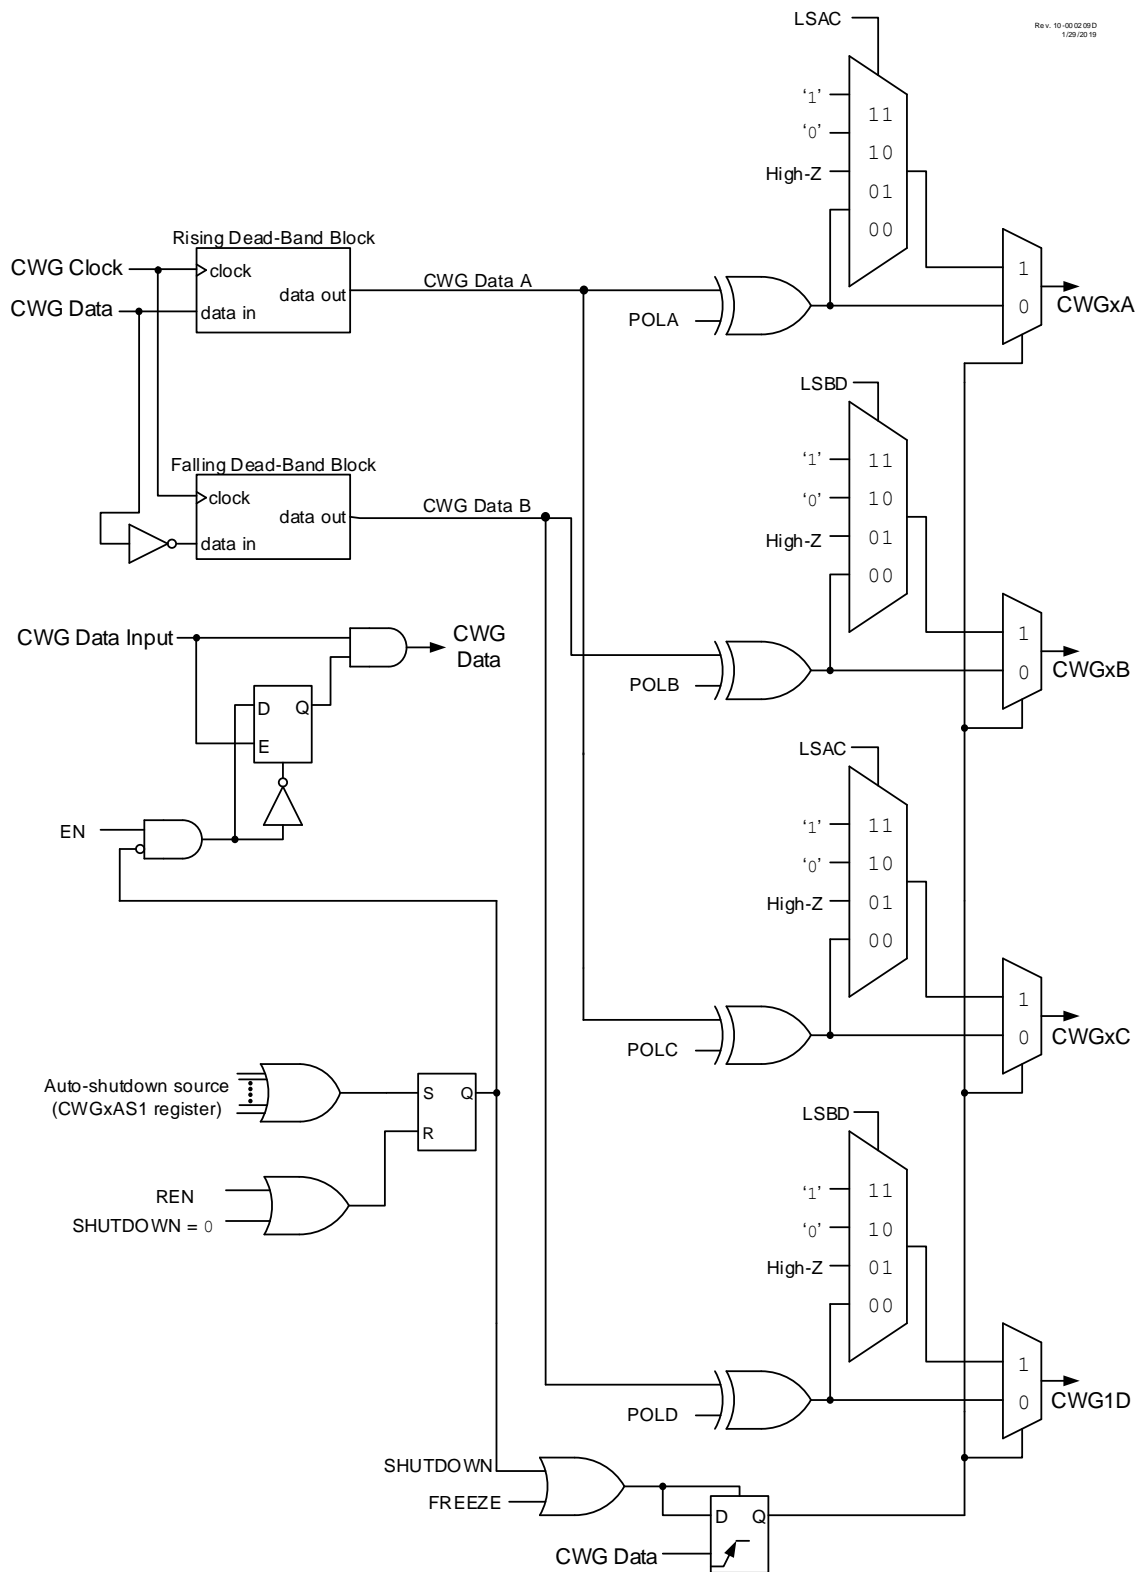 Rev. 10-000209D
1/29/2019
LSAC
'1'
'0'
High-Z
11
10
01
00
1
0
CWGxA
Rising Dead-Band Block
CWG Clock
clock
CWG Data
data in
data out
CWG Data A
POLA
LSBD
'1'
'0'
High-Z
11
10
01
00
1
0
CWGxB
Falling Dead-Band Block
clock
data out
data in
CWG Data B
POLB
CWG Data Input
CWG
Data
D
Q
E
EN
LSAC
'1'
'0'
High-Z
11
10
01
00
1
0
CWGxC
POLC
Auto-shutdown source
(CWGxAS1 register)
S
Q
R
REN
SHUTDOWN = 0
LSBD
'1'
'0'
High-Z
11
10
01
00
1
0
CWG1D
POLD
SHUTDOWN
FREEZE
D
Q
CWG Data